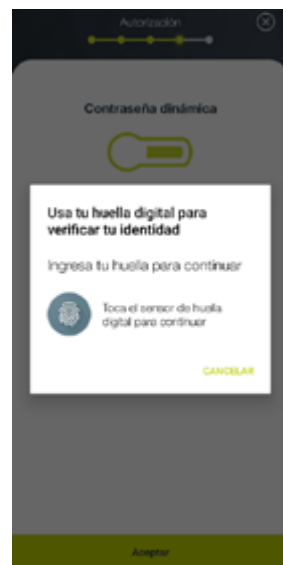 Autorización
Contraseña dinámica
Usa tu huella digital para
verificar tu identidad
Ingresa tu huella para continuar
Toca el sensor de huella
digital para continuar
CANCELAR
Aceptar